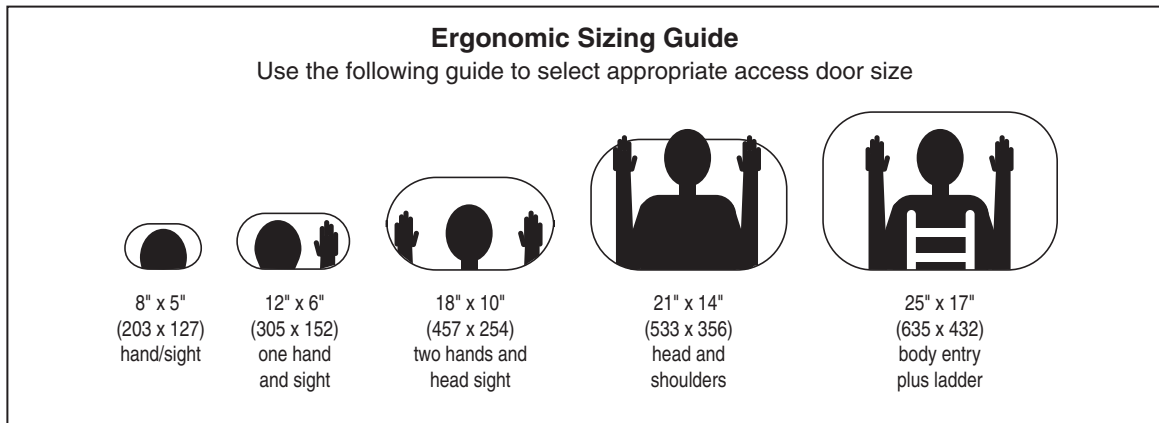 Ergonomic Sizing Guide
Use the following guide to select appropriate access door size
8" x 5"
(203 x 127)
hand/sight
12" x 6"
(305 x 152)
one hand
and sight
18" x 10"
(457 x 254)
two hands and
head sight
21" x 14"
(533 x 356)
head and
shoulders
25" x 17"
(635 x 432)
body entry
plus ladder